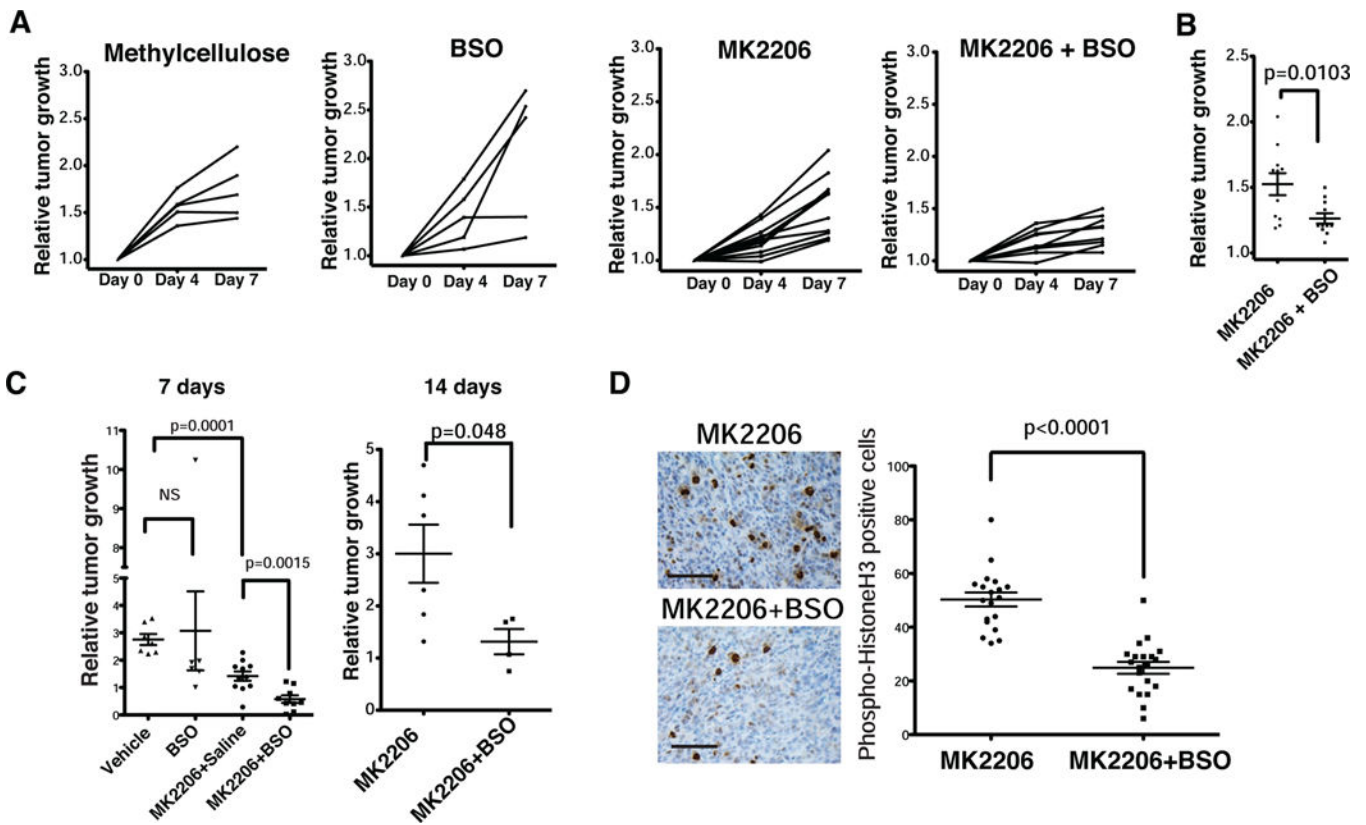 A
Methylcellulose
Relative tumor growth
3.0
2.5
2.0
1.5
1.0
Day 0 Day 4 Day 7
BSO
Relative tumor growth
3.0
2.5
2.0
1.5
1.0
Day 0 Day 4 Day 7
MK2206
Relative tumor growth
3.0
2.5
2.0
1.5
1.0
Day 0 Day 4 Day 7
MK2206 + BSO
Relative tumor growth
3.0
2.5
2.0
1.5
1.0
Day 0 Day 4 Day 7
B
Relative tumor growth
2.5
2.0
1.5
1.0
p=0.0103
MK2206
MK2206 + BSO
C
7 days
Relative tumor growth
11
10
9
8
5
4
3
2
1
0
p=0.0001
NS
p=0.0015
Vehicle
BSO
MK2206+Saline
MK2206+BSO
14 days
Relative tumor growth
5
4
3
2
1
0
p=0.048
MK2206
MK2206+BSO
D
MK2206
MK2206+BSO
Phospho-HistoneH3 positive cells
100
80
60
40
20
0
p<0.0001
MK2206
MK2206+BSO